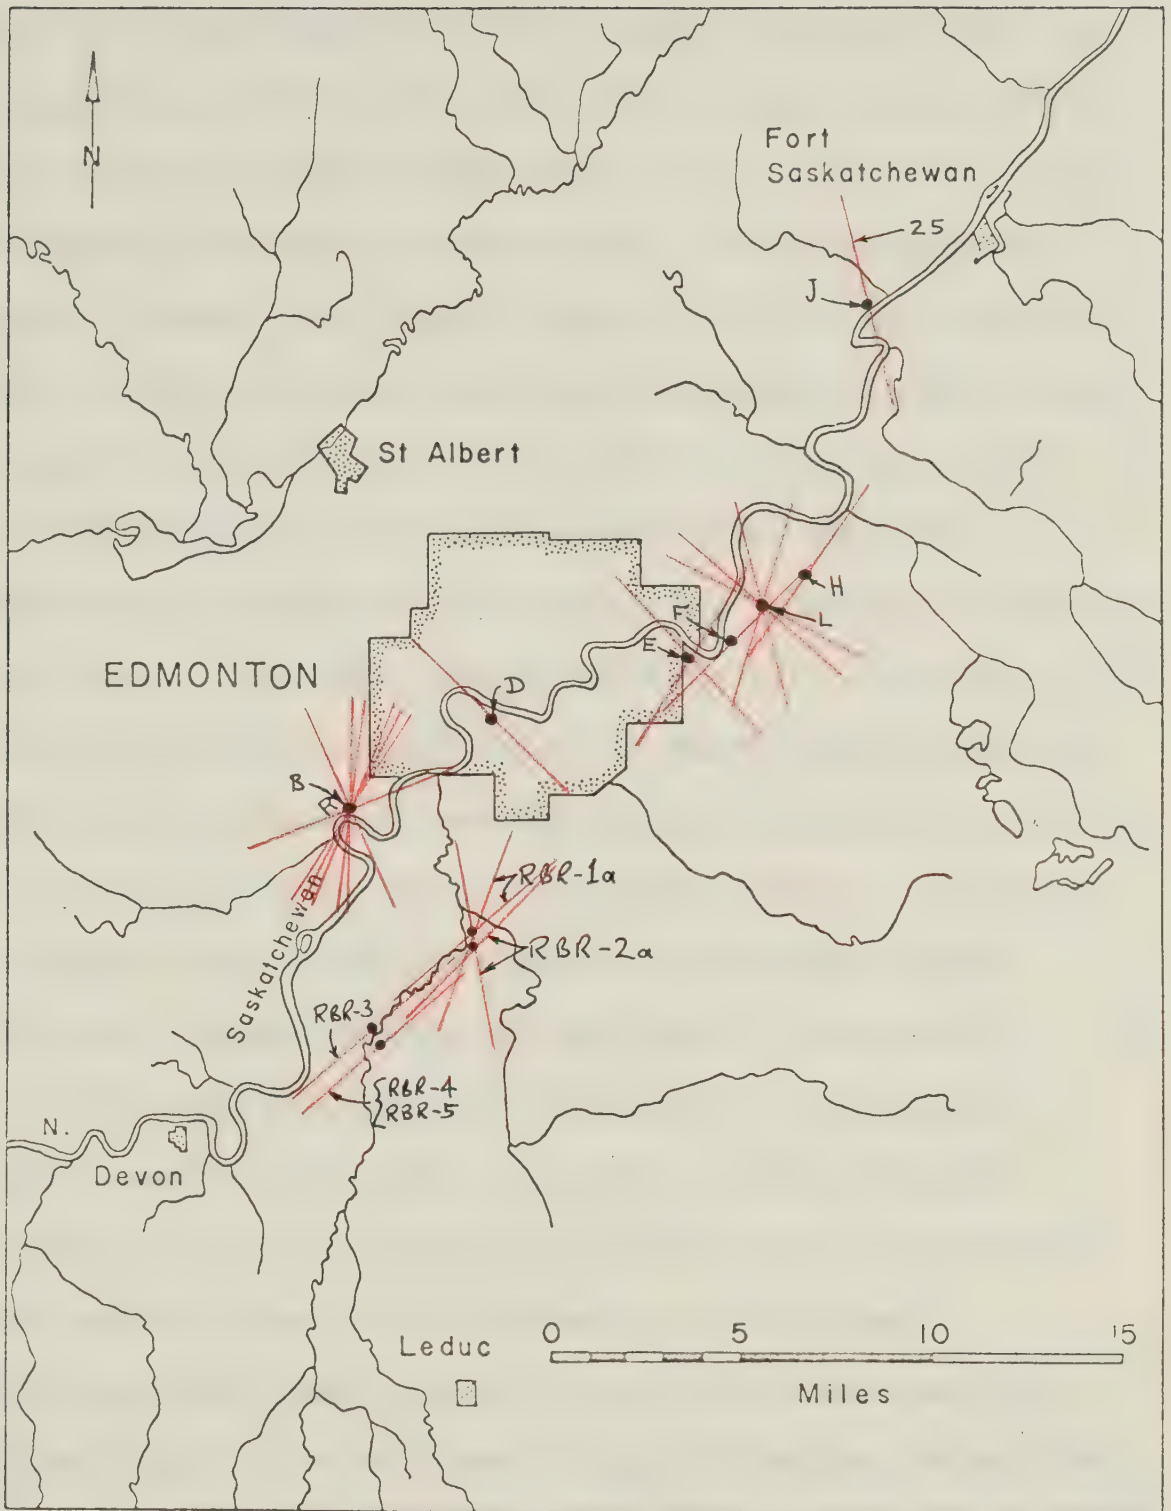 N
Fort
Saskatchewan
25
J
St Albert
H
L
F
E
EDMONTON
D
B
RBR-1a
RBR-2a
Saskatchewan
RBR-3
RBR-4
RBR-5
N.
Devon
Leduc
0 5 10 15
Miles